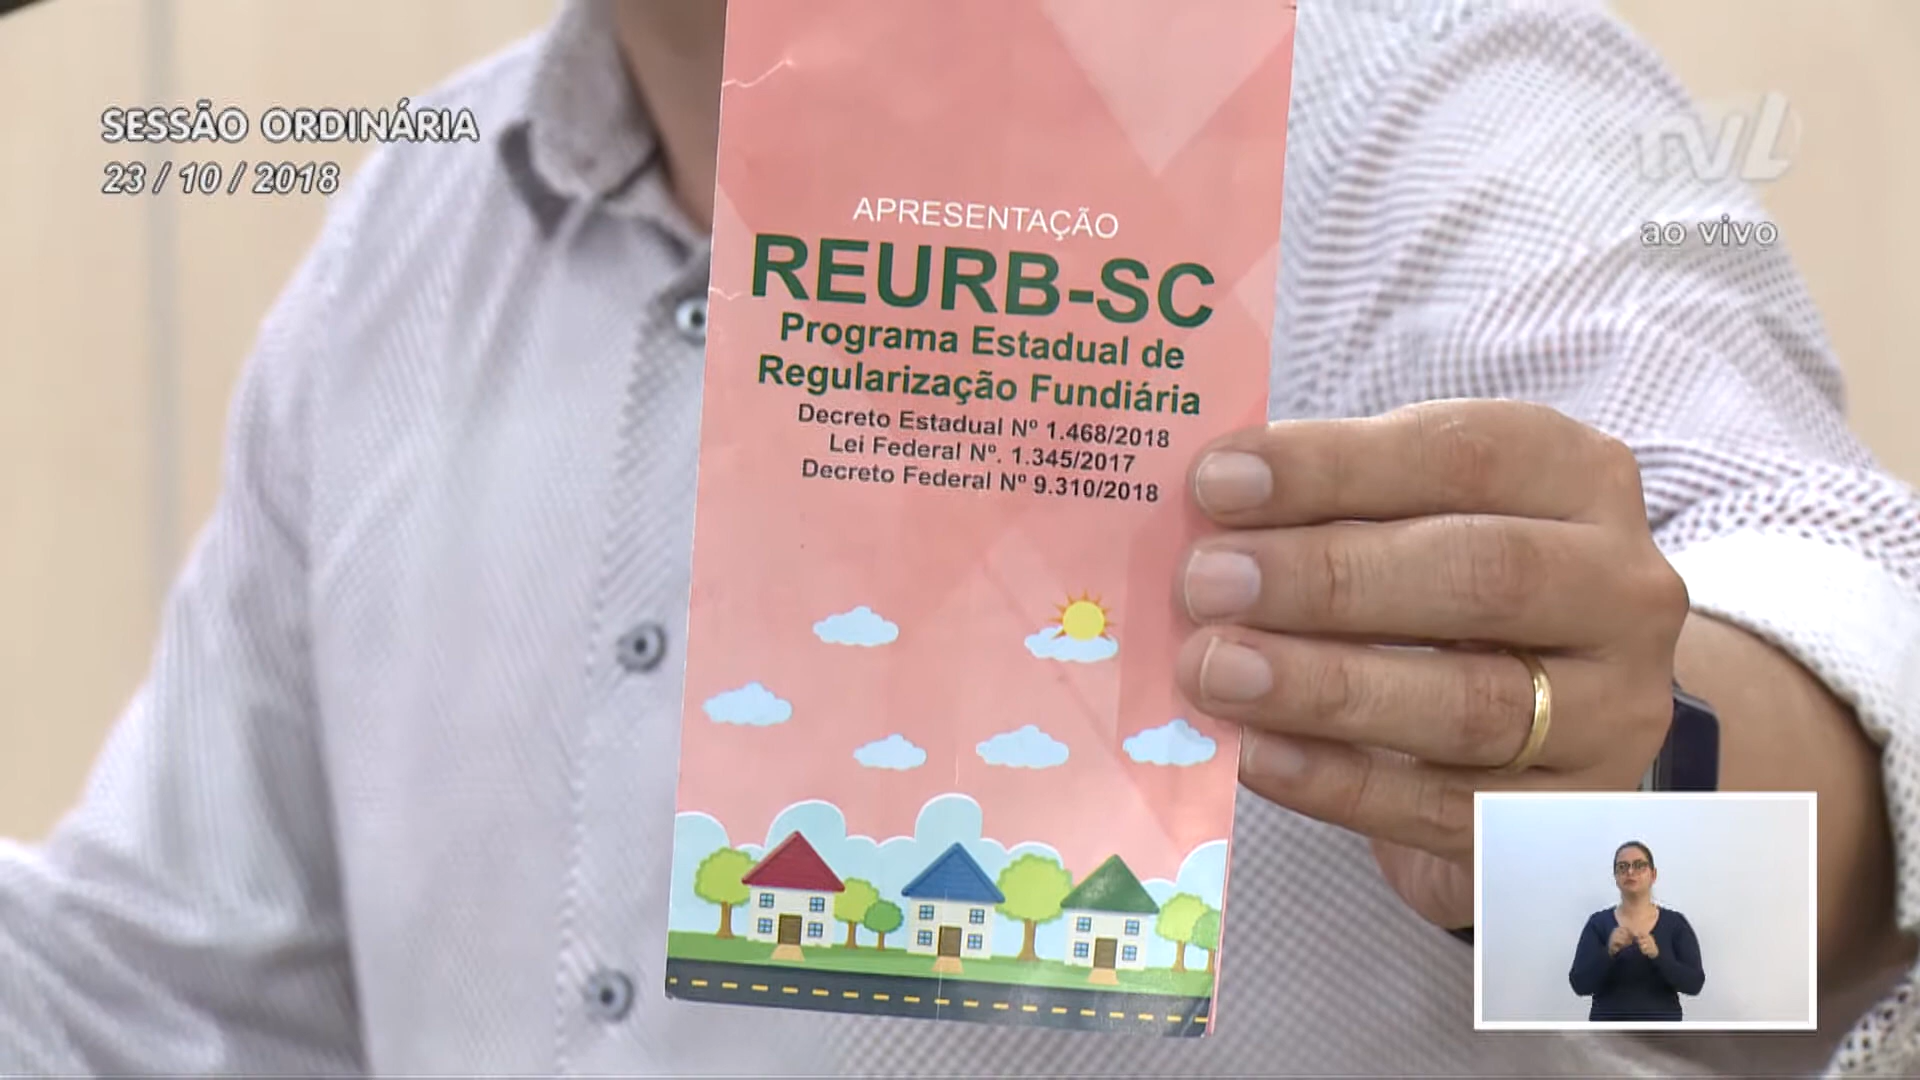 SESSÃO ORDINÁRIA
23 / 10 / 2018
tvL
ao vivo
APRESENTAÇÃO
REURB-SC
Programa Estadual de
Regularização Fundiária
Decreto Estadual Nº 1.468/2018
Lei Federal Nº. 1.345/2017
Decreto Federal Nº 9.310/2018